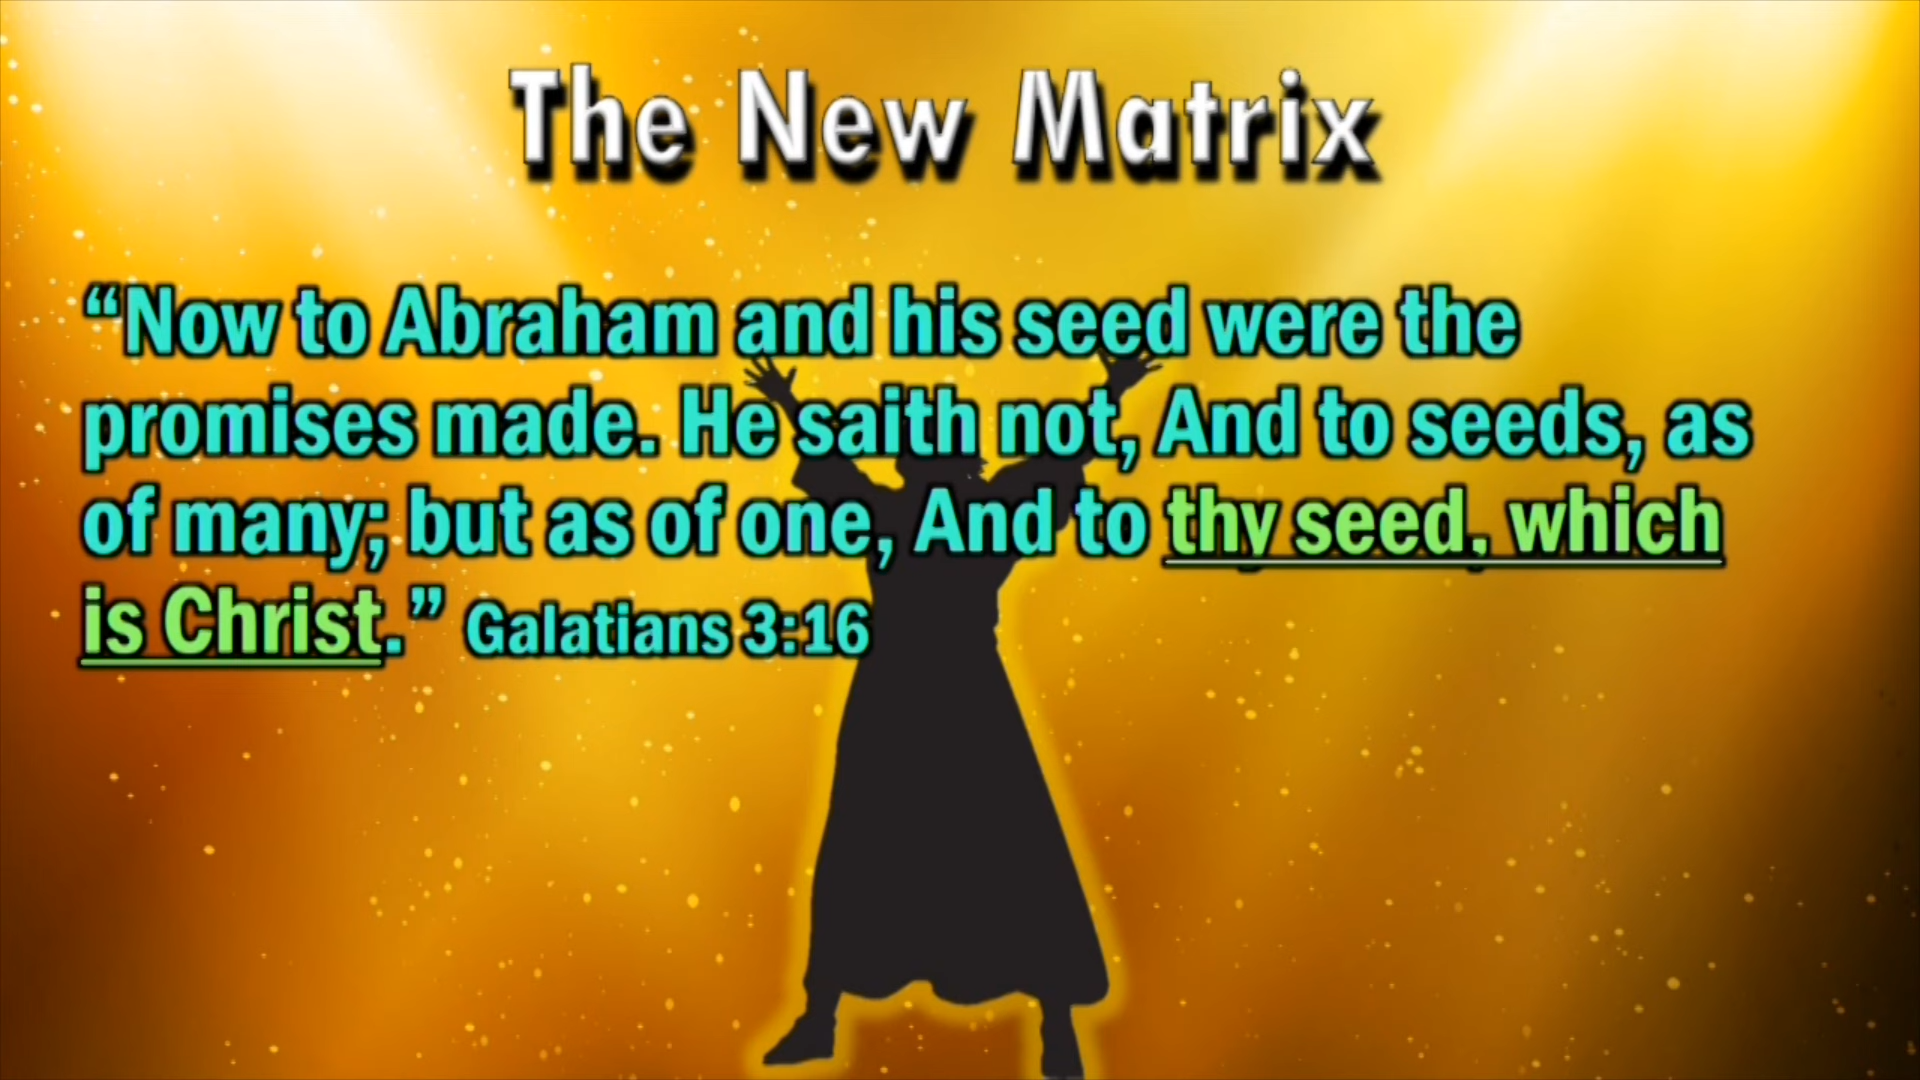 The New Matrix
“Now to Abraham and his seed were the
promises made. He saith not, And to seeds, as
of many; but as of one, And to thy seed, which
is Christ.” Galatians 3:16